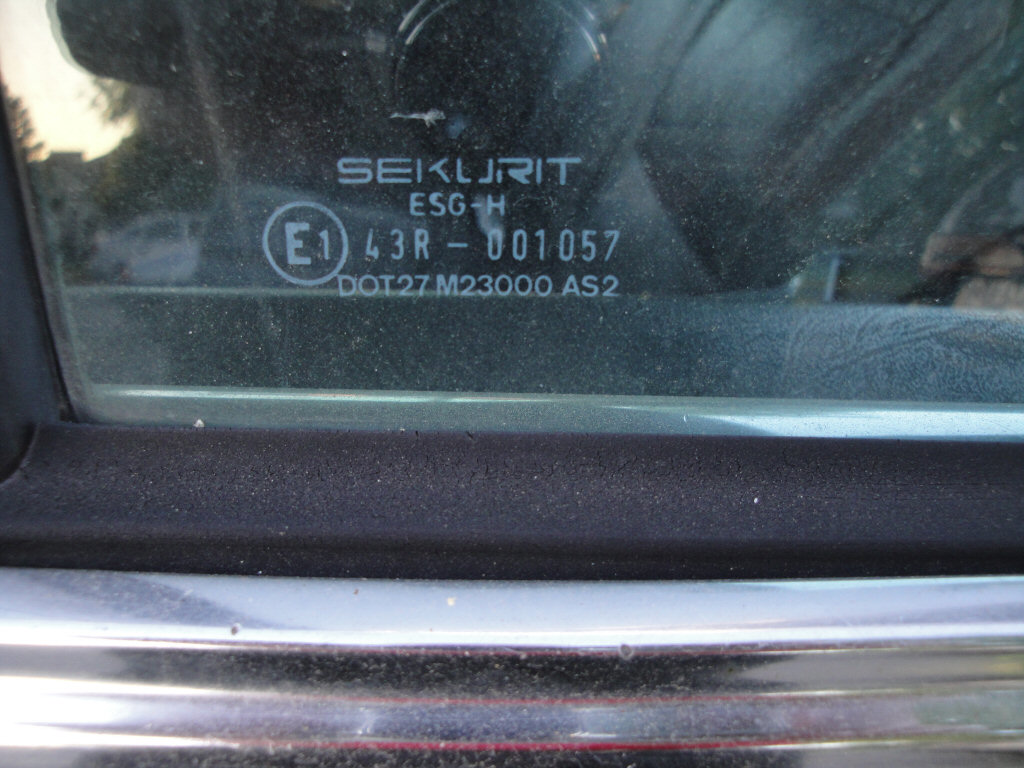 SEKURIT
ESG-H
E1 43R - 001057
DOT27 M23000 AS2